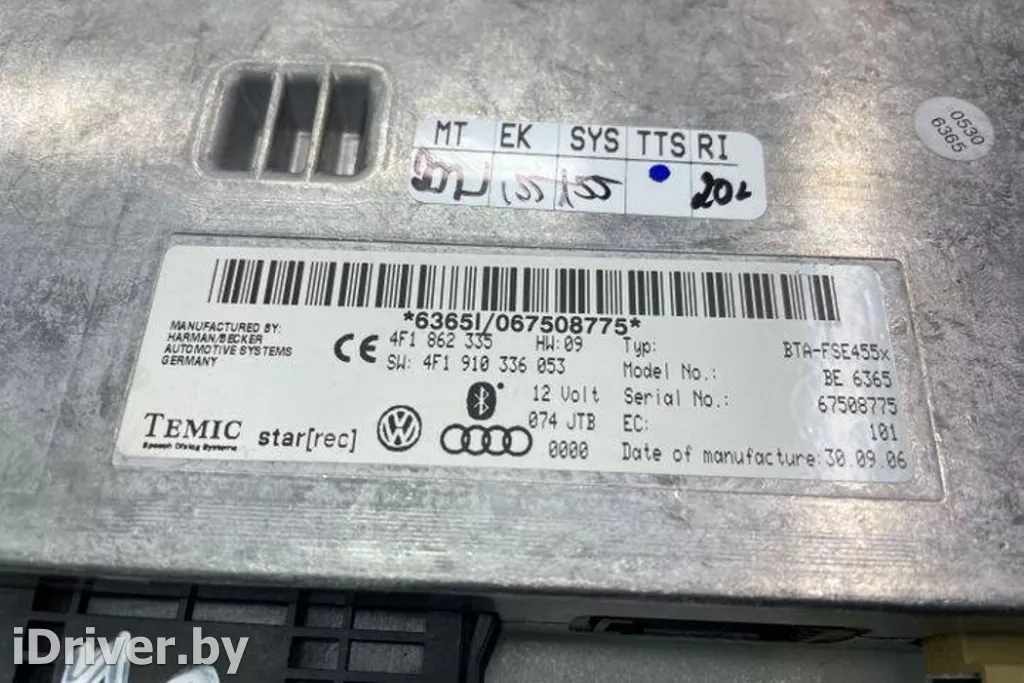 0530
6365
MT EK SYS TTS RI
20L
*6365I/067508775*
MANUFACTURED BY:
HARMAN/BECKER
AUTOMOTIVE SYSTEMS
GERMANY
CE
4F1 862 335 HW:09
SW: 4F1 910 336 053
12 Volt
074 JTB
0000
Typ: BTA-FSE455x
Model No.: BE 6365
Serial No.: 67508775
EC: 101
Date of manufacture:30.09.06
TEMIC
Speech Dialog Systems
star[rec]
iDriver.by